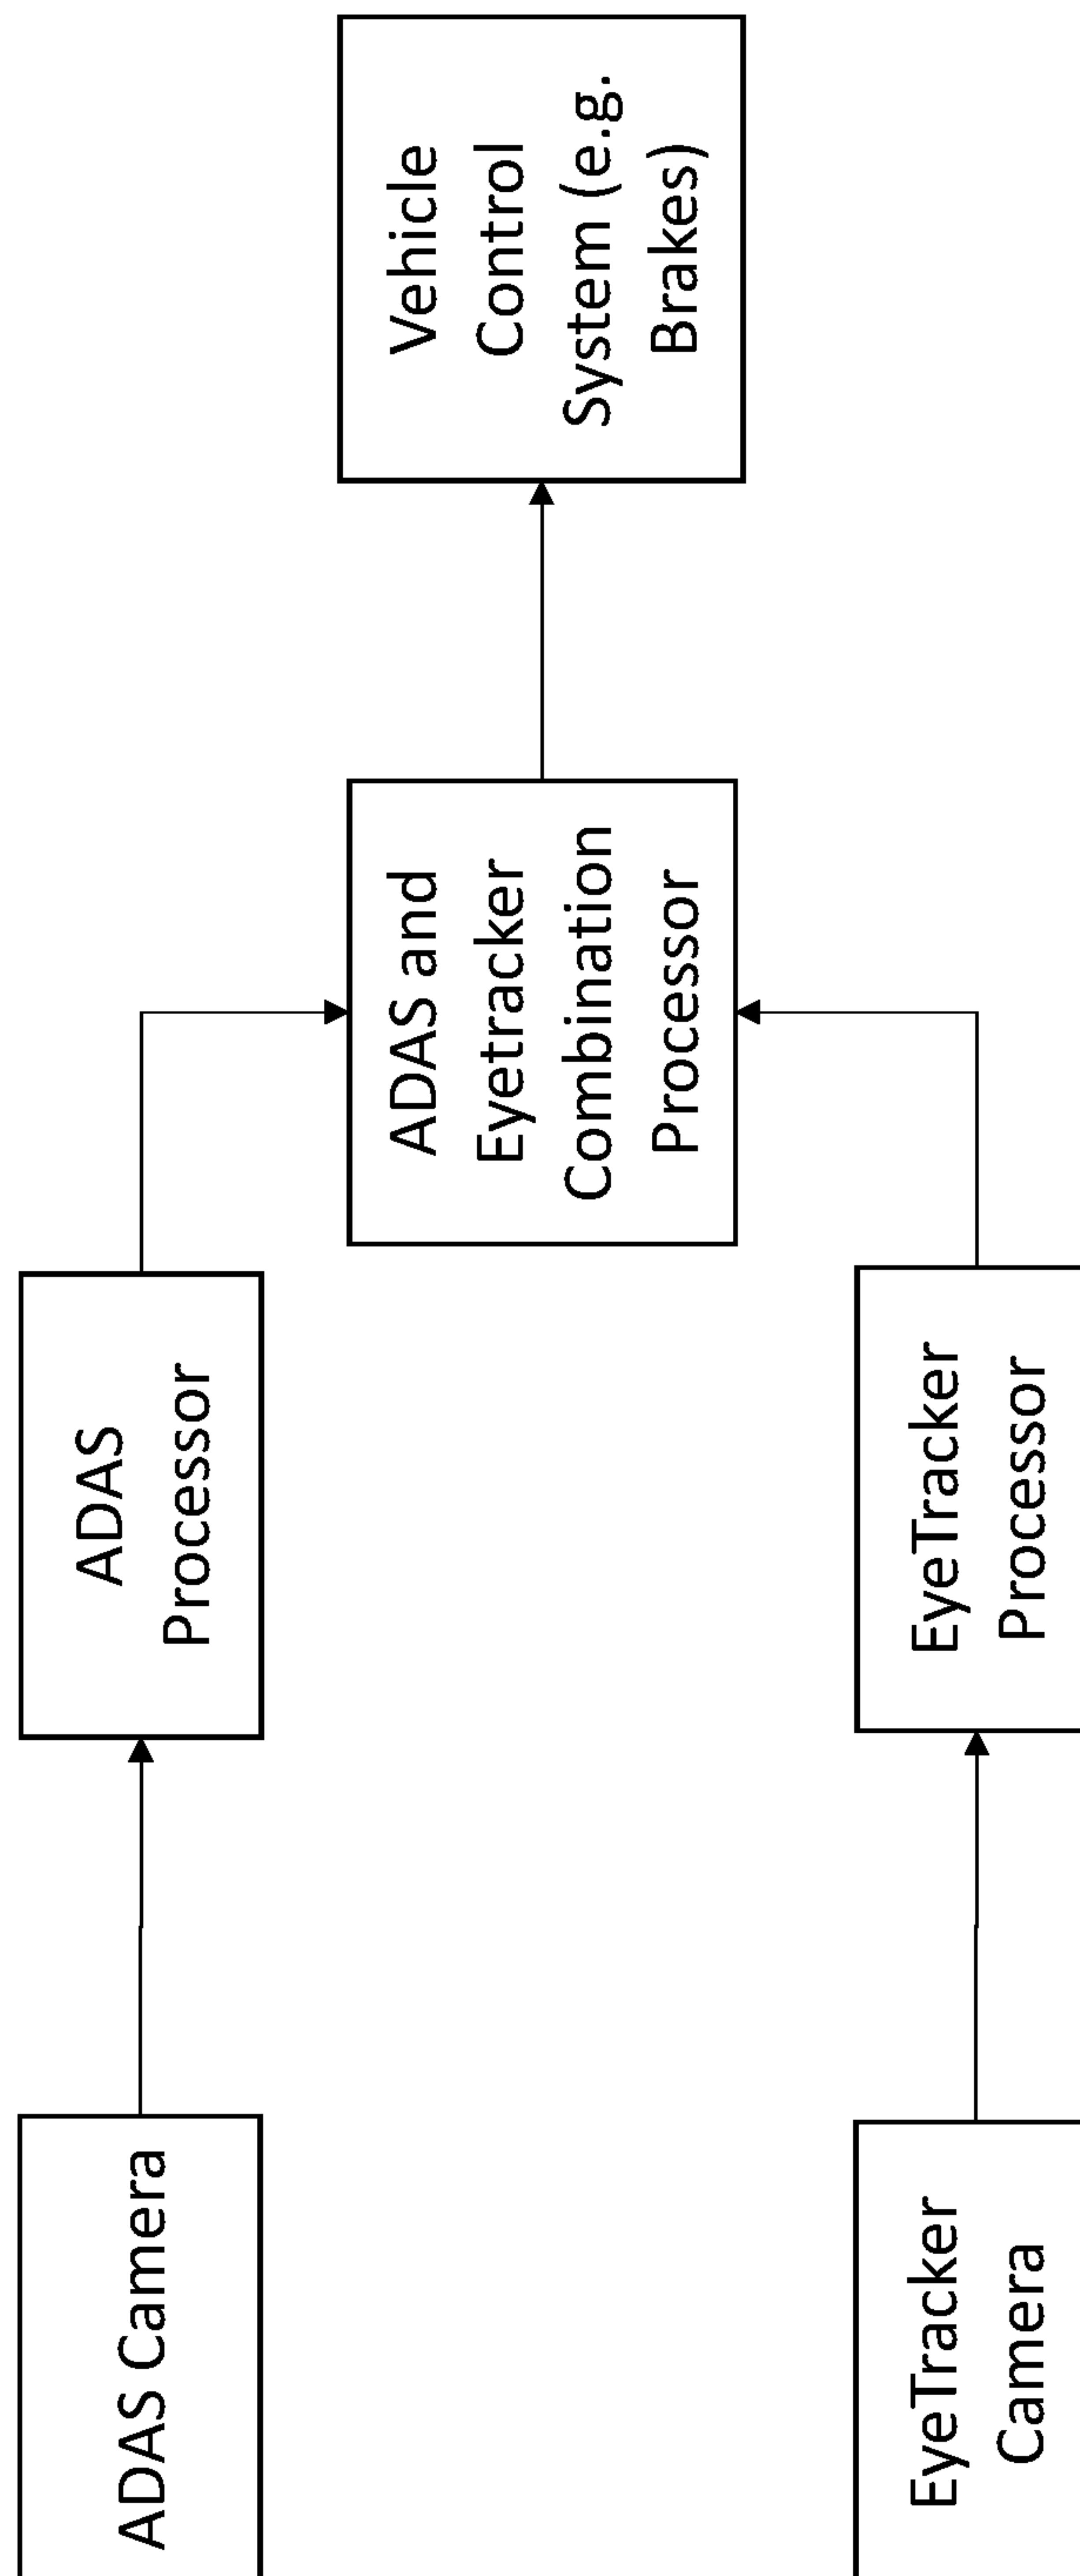 ADAS Camera
ADAS
Processor
ADAS and
Eyetracker
Combination
Processor
Vehicle
Control
System (e.g.
Brakes)
EyeTracker
Camera
EyeTracker
Processor